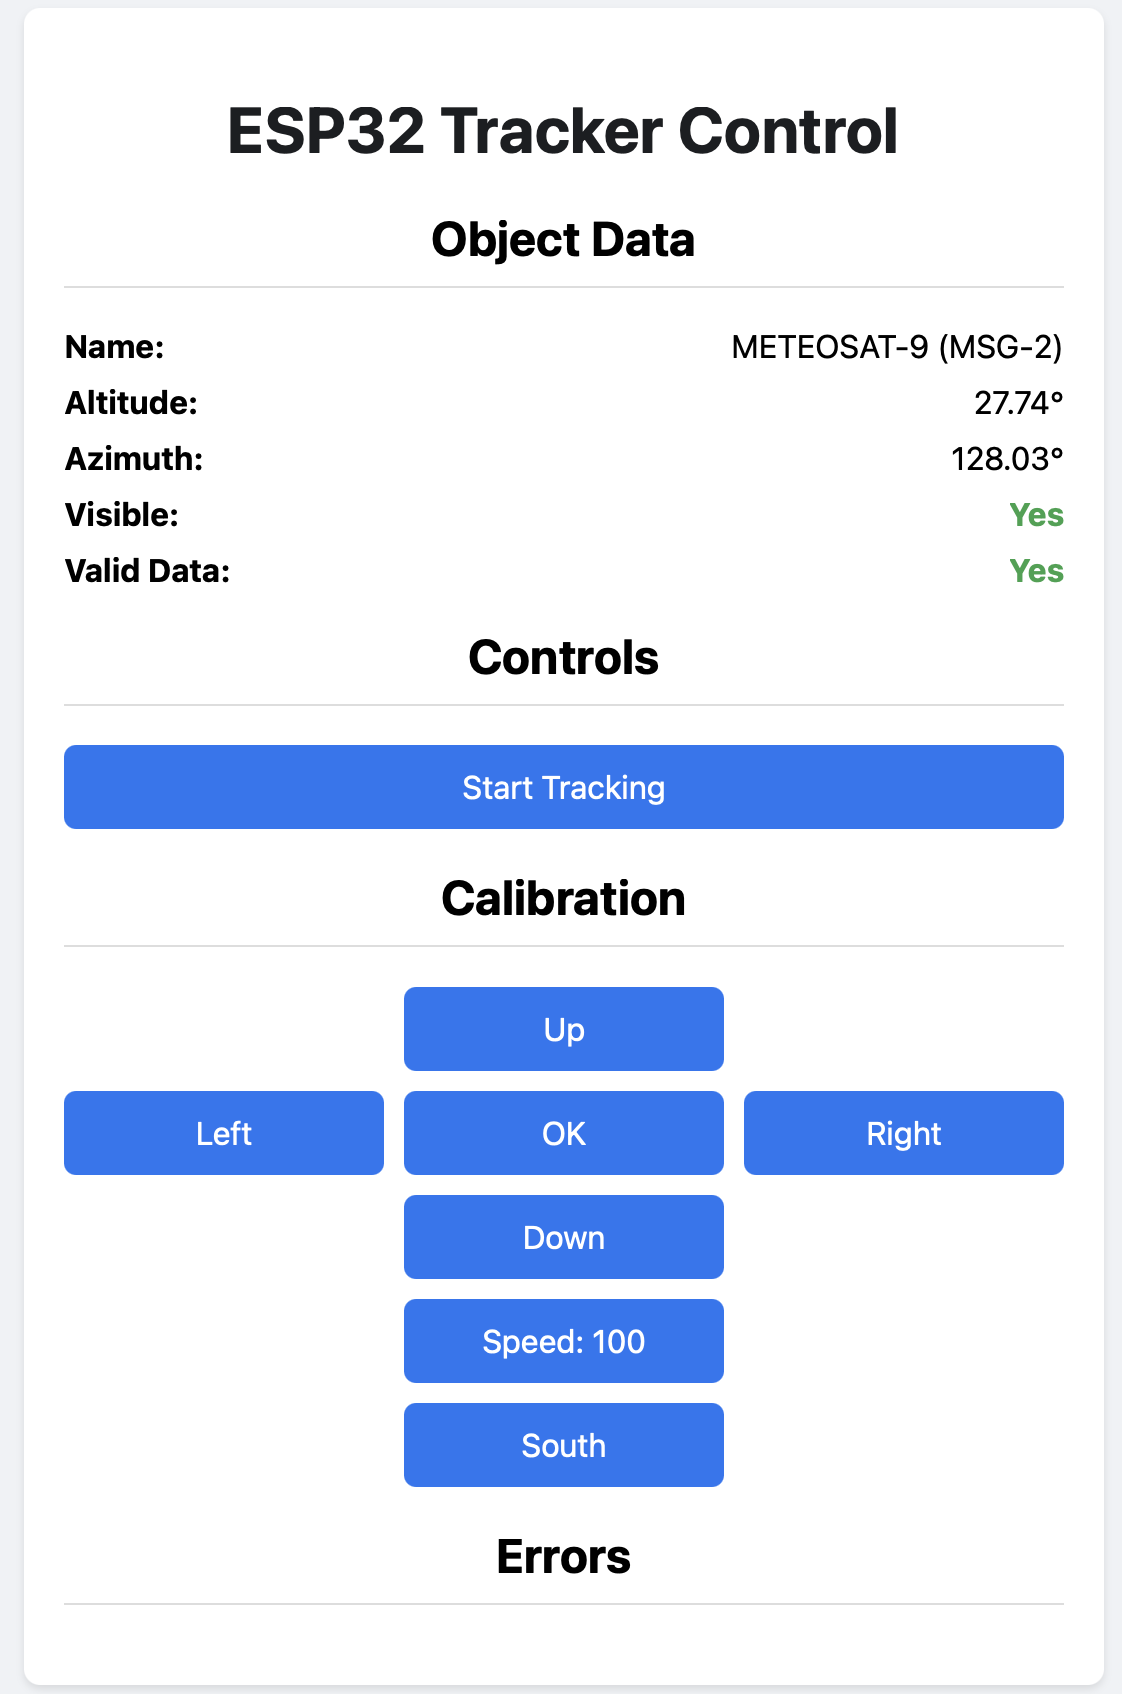 ESP32 Tracker Control
Object Data
Name: METEOSAT-9 (MSG-2)
Altitude: 27.74°
Azimuth: 128.03°
Visible: Yes
Valid Data: Yes
Controls
Start Tracking
Calibration
Up
Left OK Right
Down
Speed: 100
South
Errors